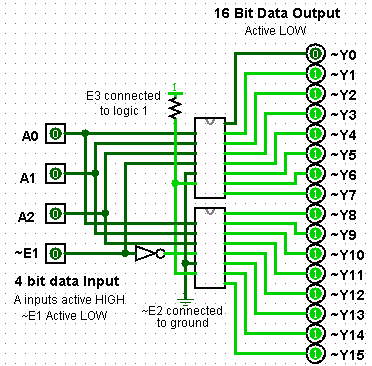 16 Bit Data Output
Active LOW
0 ~Y0
1 ~Y1
E3 connected
to logic 1
1 ~Y2
1 ~Y3
A0 0
1 ~Y4
1 ~Y5
A1 0
1 ~Y6
1 ~Y7
A2 0
1 ~Y8
1 ~Y9
~E1 0
1 ~Y10
4 bit data Input
1 ~Y11
A inputs active HIGH
~E1 Active LOW
~E2 connected
to ground
1 ~Y12
1 ~Y13
1 ~Y14
1 ~Y15